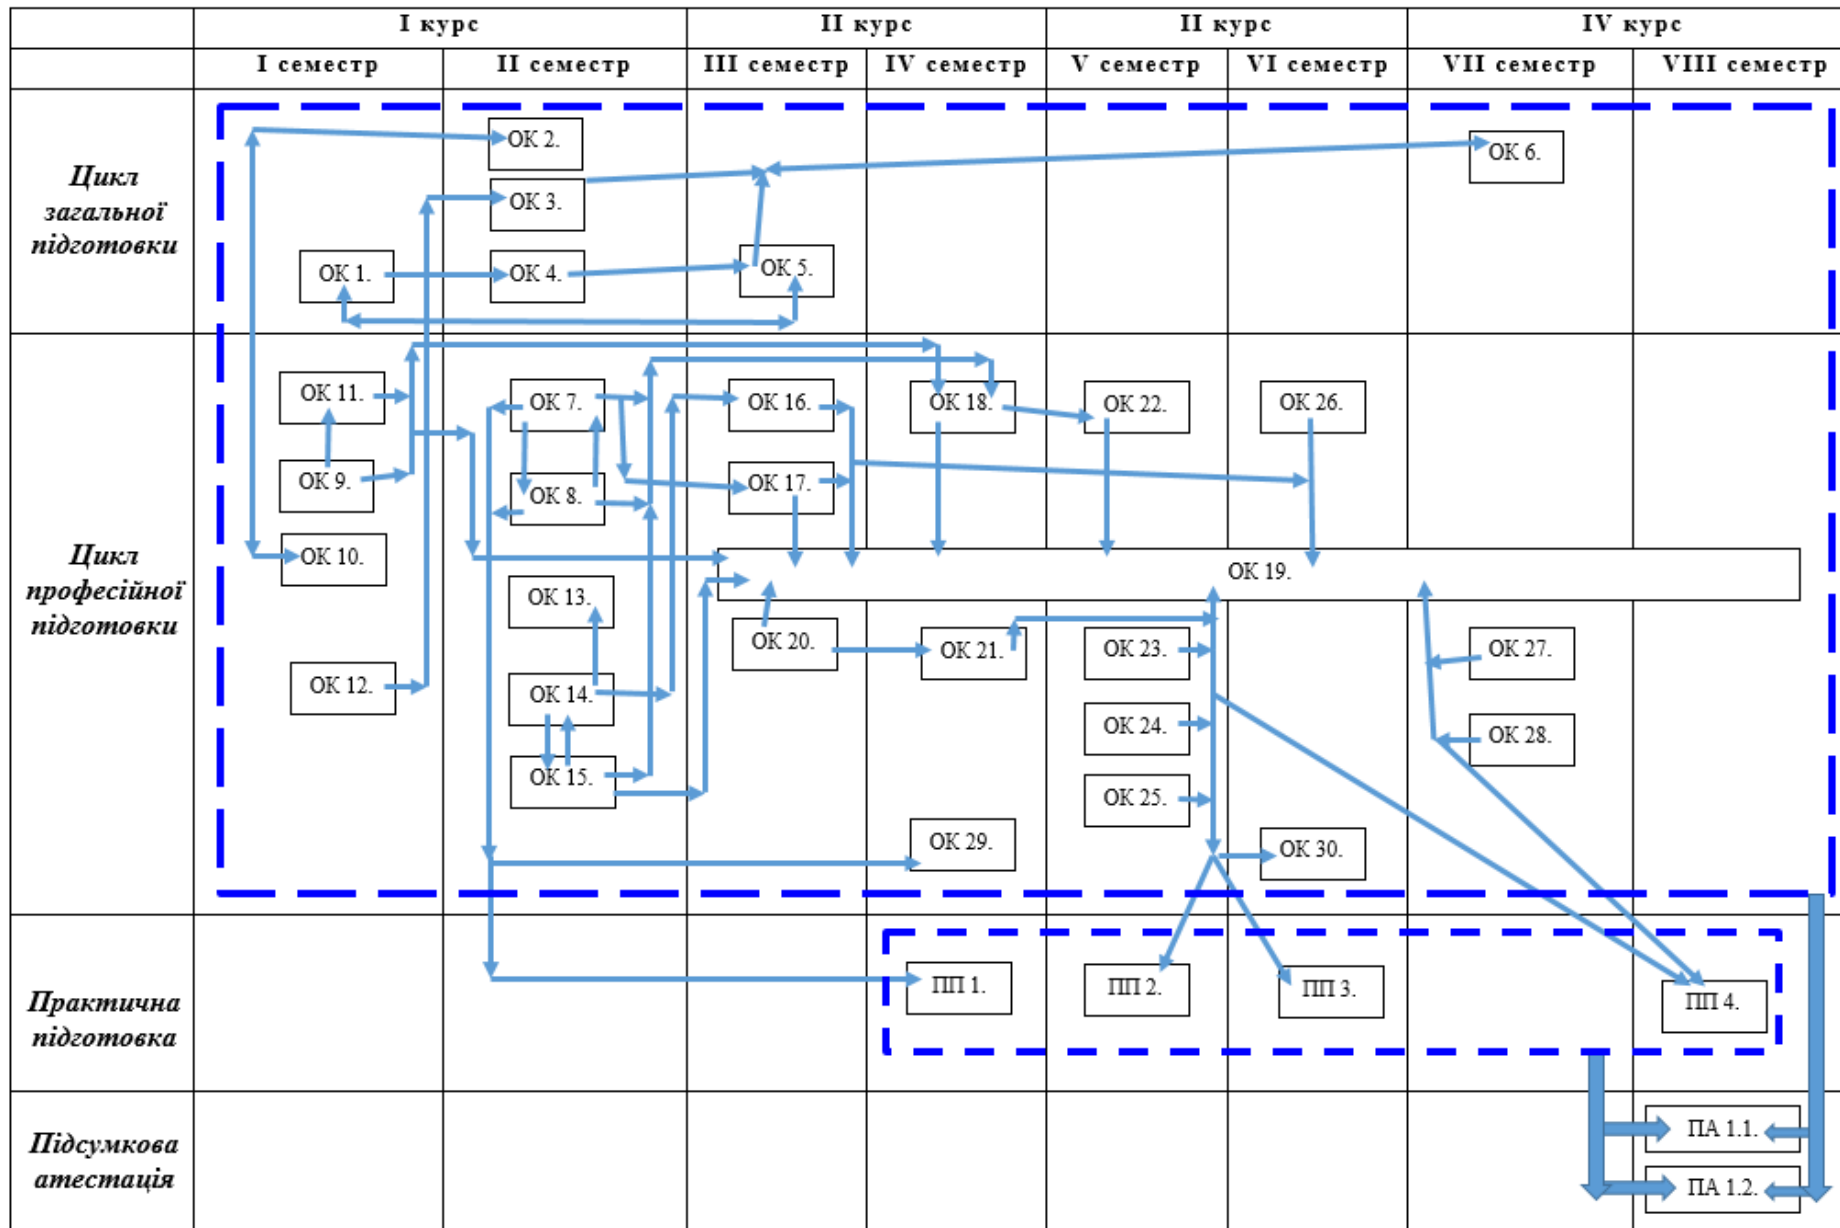 I курс II курс II курс IV курс
I семестр II семестр III семестр IV семестр V семестр VI семестр VII семестр VIII семестр
Цикл
загальної
підготовки
ОК 2.
ОК 6.
ОК 3.
ОК 1. ОК 4. ОК 5.
Цикл
професійної
підготовки
ОК 11. ОК 7. ОК 16. ОК 18. ОК 22. ОК 26.
ОК 9. ОК 8. ОК 17.
ОК 10.
ОК 19.
ОК 13.
ОК 20. ОК 21. ОК 23. ОК 27.
ОК 12. ОК 14. ОК 24. ОК 28.
ОК 15. ОК 25.
ОК 29. ОК 30.
Практична
підготовка
ПП 1. ПП 2. ПП 3. ПП 4.
Підсумкова
атестація
ПА 1.1.
ПА 1.2.